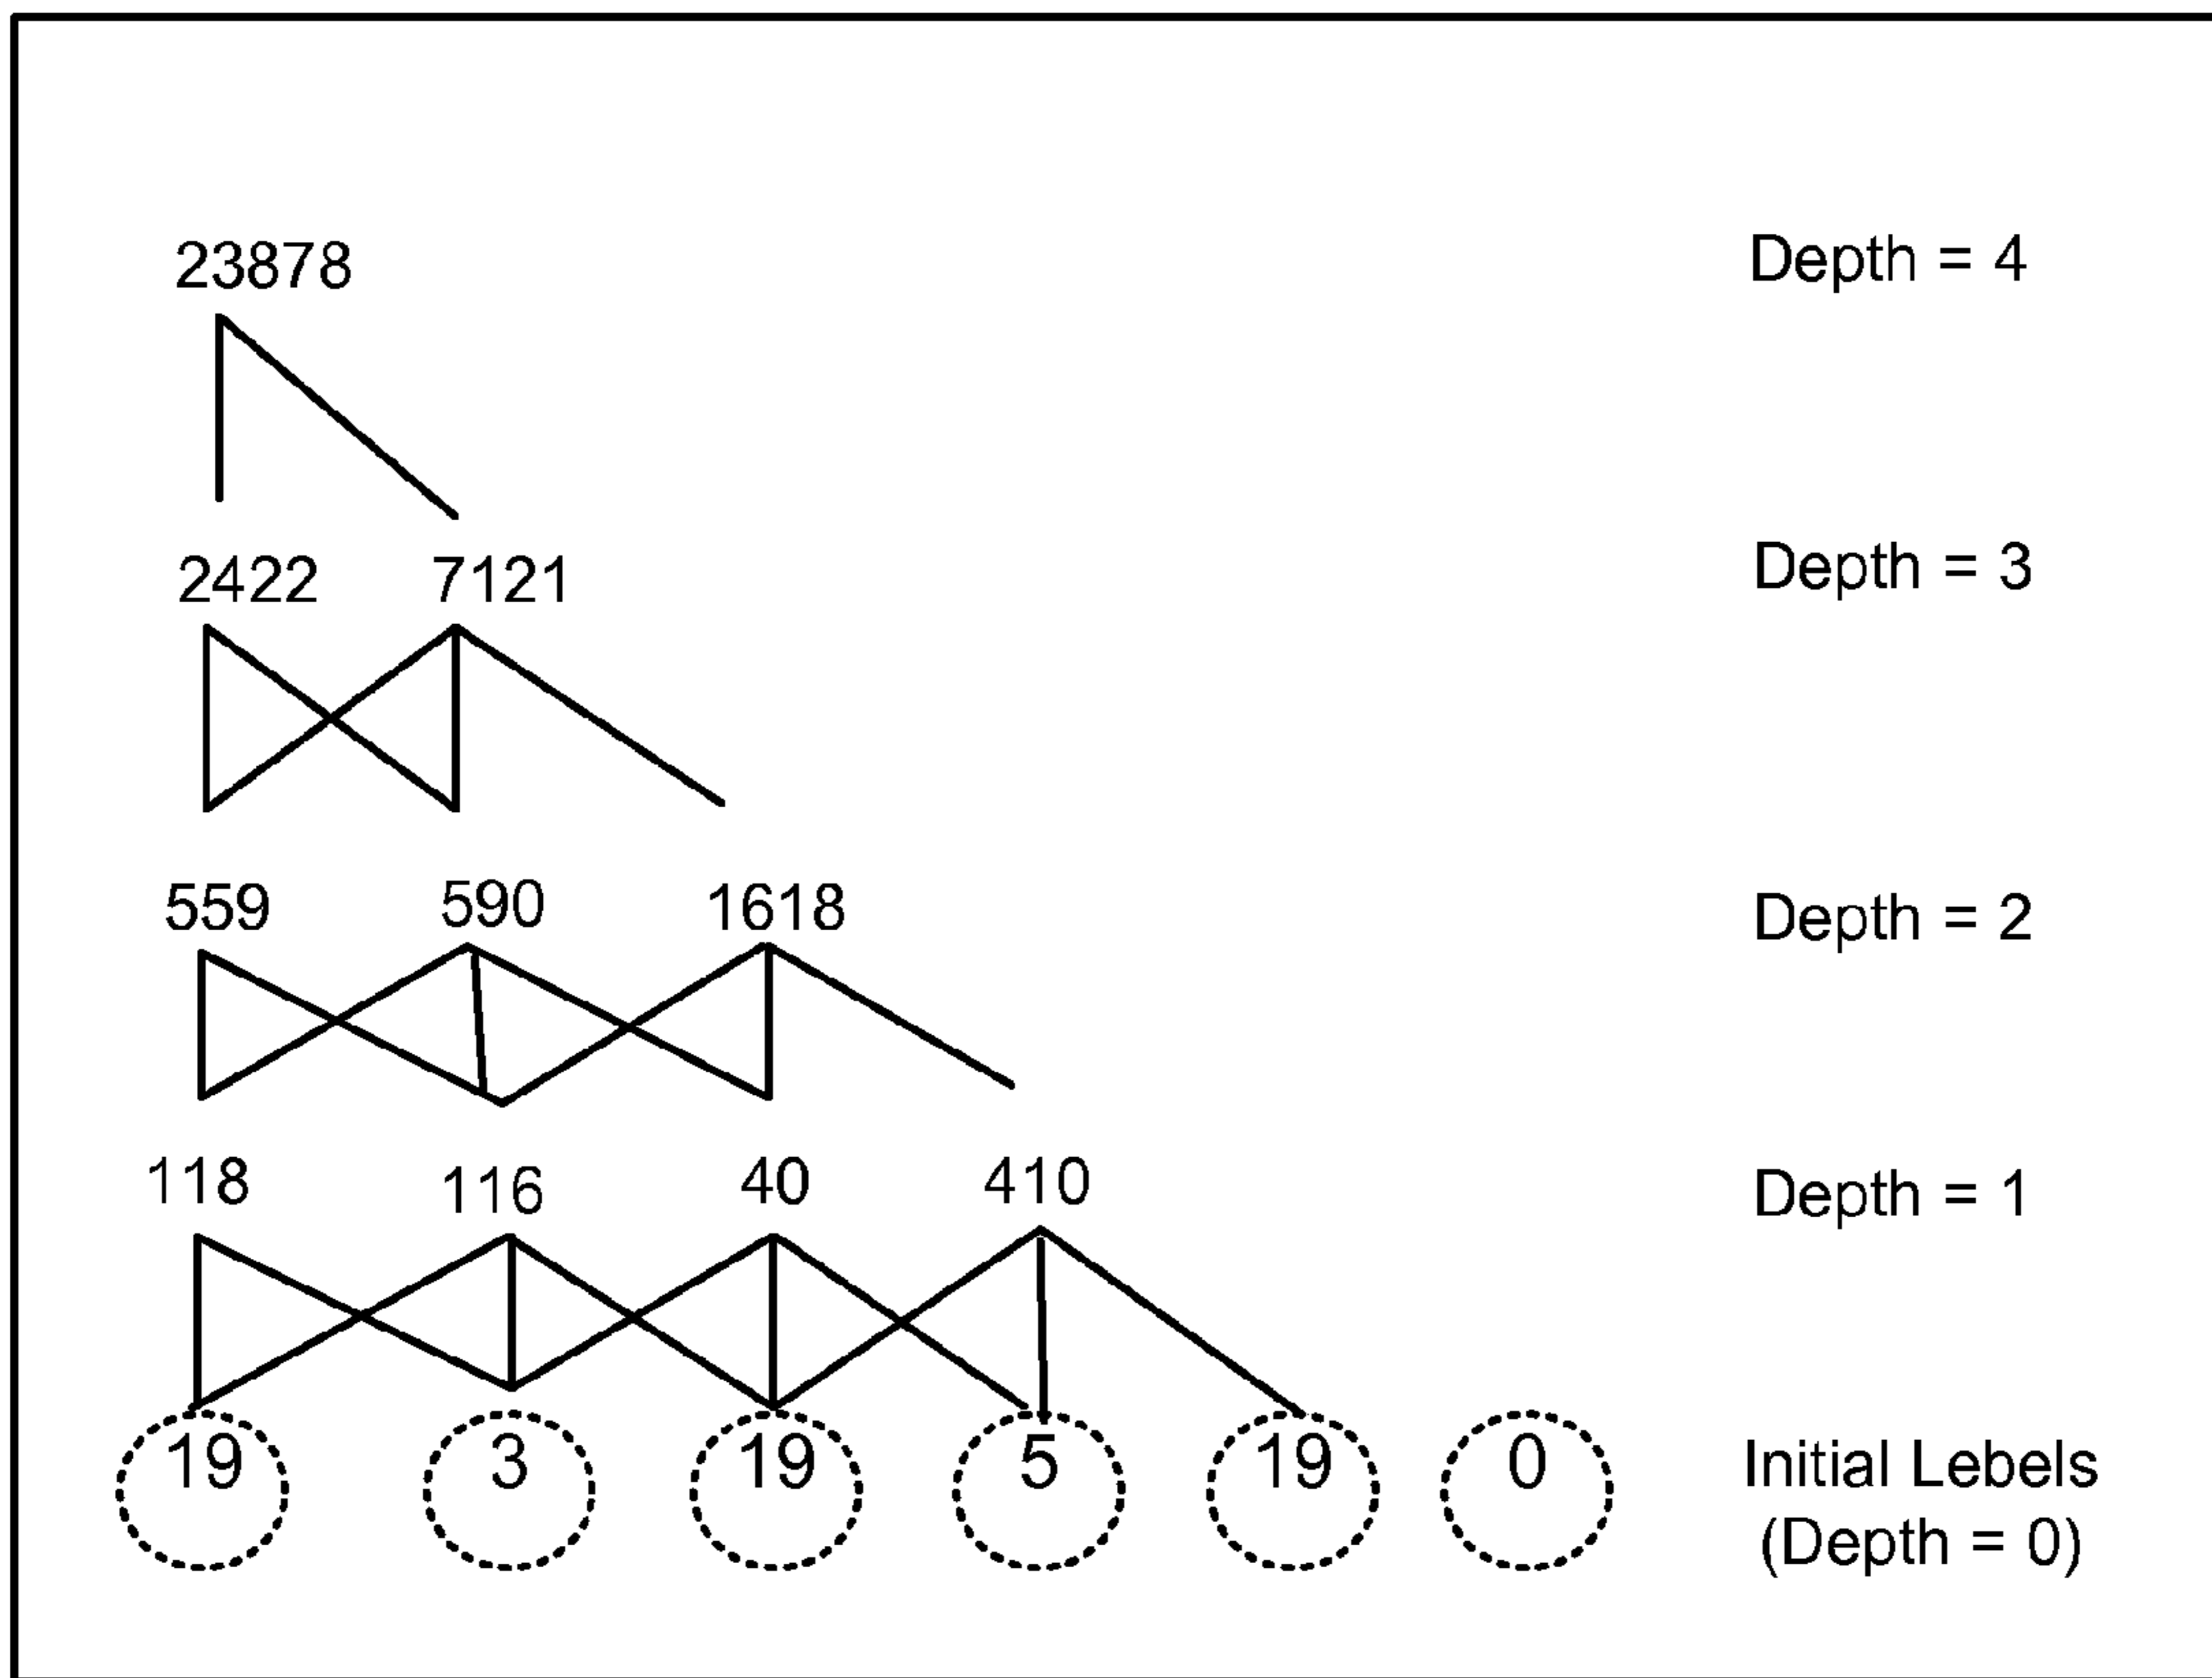 23878 Depth = 4
2422 7121 Depth = 3
559 590 1618 Depth = 2
118 116 40 410 Depth = 1
19 3 19 5 19 0 Initial Lebels
(Depth = 0)